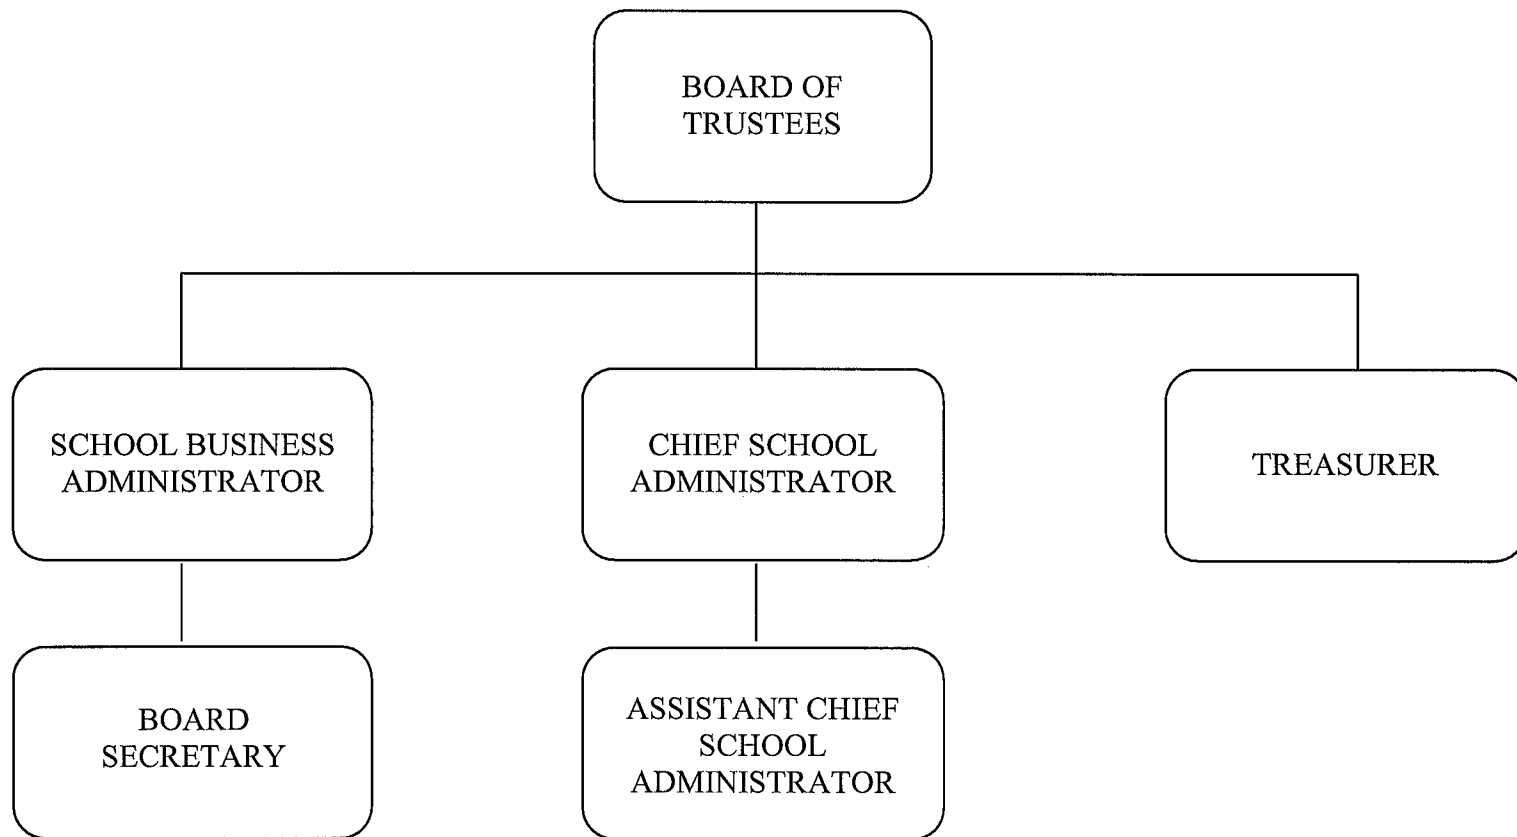 BOARD OF
TRUSTEES
SCHOOL BUSINESS
ADMINISTRATOR
CHIEF SCHOOL
ADMINISTRATOR
TREASURER
BOARD
SECRETARY
ASSISTANT CHIEF
SCHOOL
ADMINISTRATOR